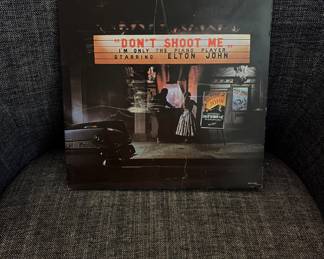 "DON'T SHOOT ME
I'M ONLY THE PIANO PLAYER"
STARRING ELTON JOHN